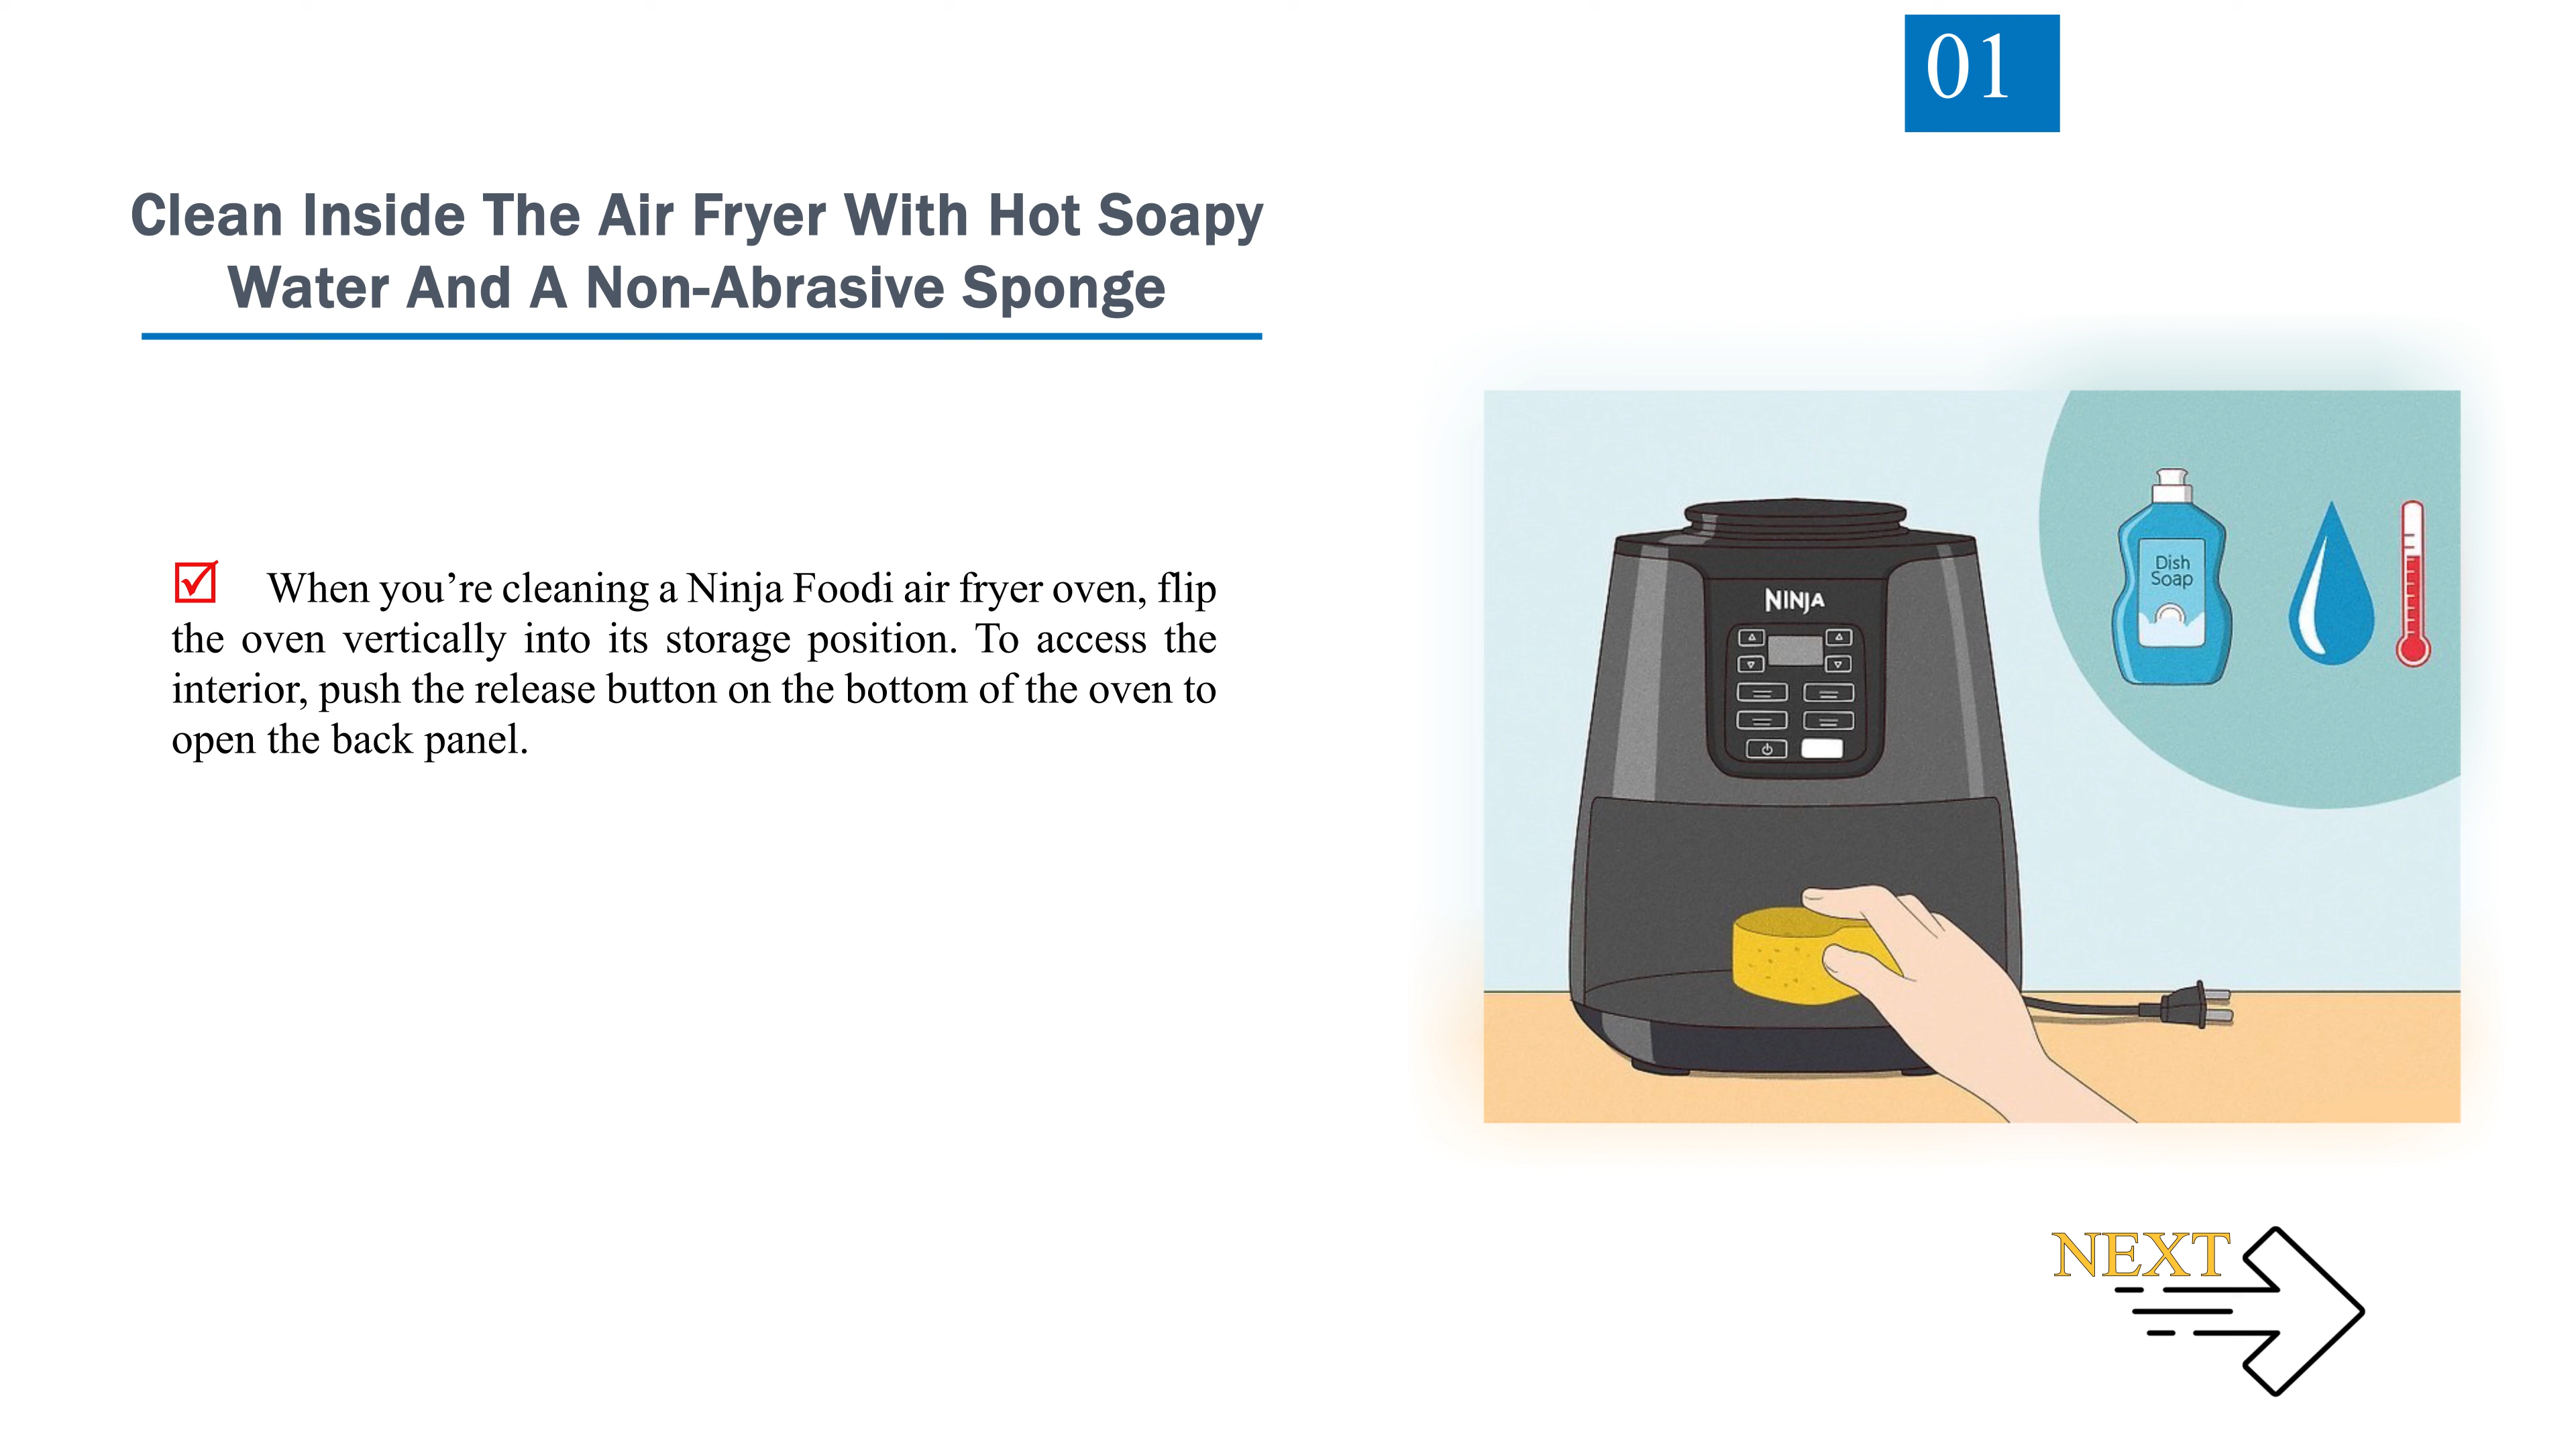 01
Clean Inside The Air Fryer With Hot Soapy
Water And A Non-Abrasive Sponge
When you’re cleaning a Ninja Foodi air fryer oven, flip
the oven vertically into its storage position. To access the
interior, push the release button on the bottom of the oven to
open the back panel.
Dish
Soap
NINJA
NEXT